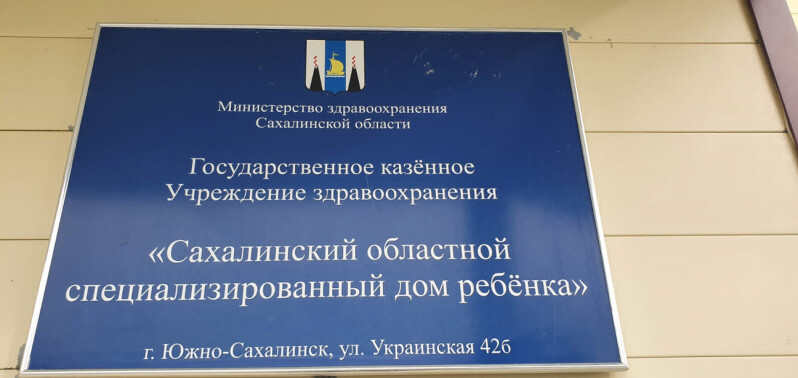 Министерство здравоохранения
Сахалинской области
Государственное казённое
Учреждение здравоохранения
«Сахалинский областной
специализированный дом ребёнка»
г. Южно-Сахалинск, ул. Украинская 42б